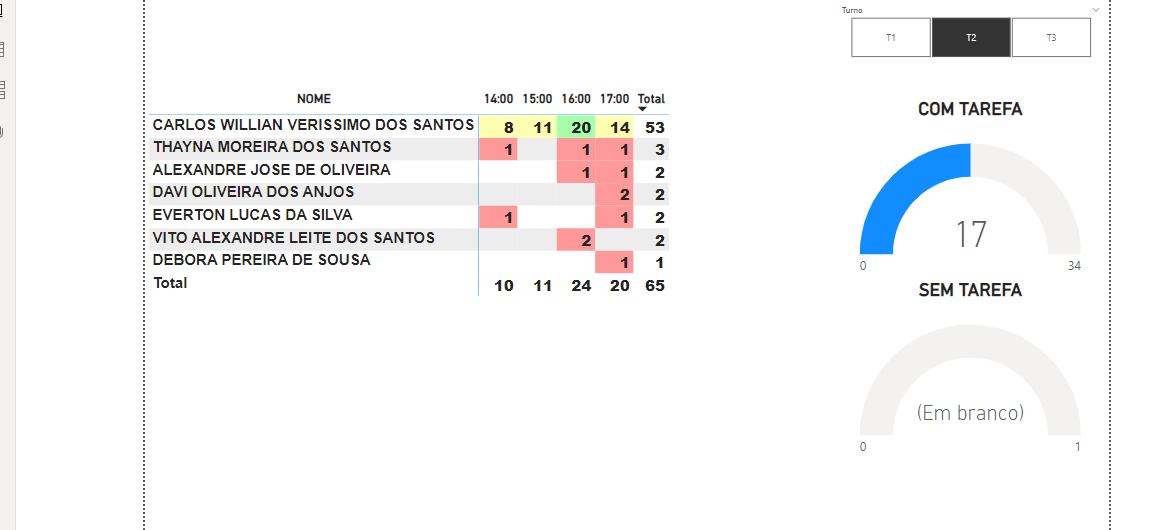 Turno
T1 T2 T3
NOME 14:00 15:00 16:00 17:00 Total
CARLOS WILLIAN VERISSIMO DOS SANTOS 8 11 20 14 53
THAYNA MOREIRA DOS SANTOS 1 1 1 3
ALEXANDRE JOSE DE OLIVEIRA 1 1 2
DAVI OLIVEIRA DOS ANJOS 2 2
EVERTON LUCAS DA SILVA 1 1 2
VITO ALEXANDRE LEITE DOS SANTOS 2 2
DEBORA PEREIRA DE SOUSA 1 1
Total 10 11 24 20 65
COM TAREFA
17
0 34
SEM TAREFA
(Em branco)
0 1